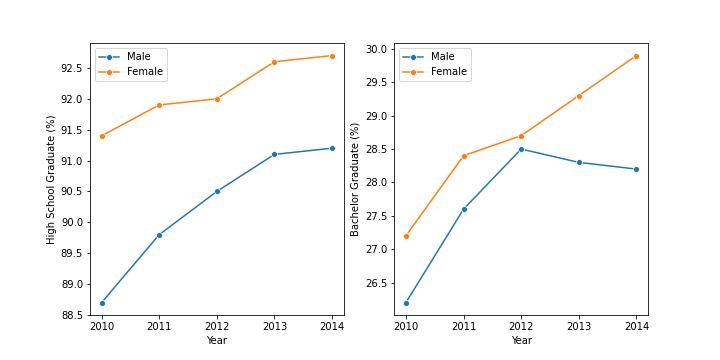 Male
Female
92.5
92.0
91.5
91.0
90.5
90.0
89.5
89.0
88.5
High School Graduate (%)
2010 2011 2012 2013 2014
Year
Male
Female
30.0
29.5
29.0
28.5
28.0
27.5
27.0
26.5
Bachelor Graduate (%)
2010 2011 2012 2013 2014
Year